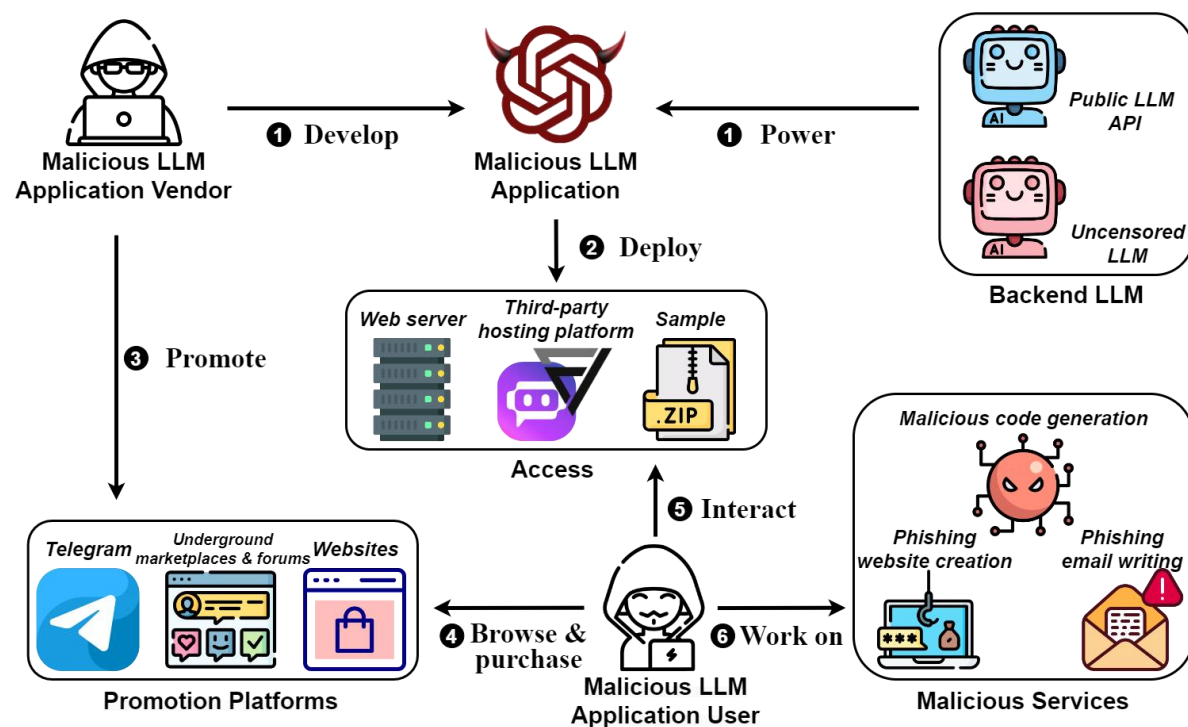 ❶ Develop
Malicious LLM
Application Vendor
Malicious LLM
Application
❶ Power
AI
Public LLM
API
AI
Uncensored
LLM
Backend LLM
❷ Deploy
Web server
Third-party
hosting platform
Sample
.ZIP
Access
❸ Promote
Telegram
Underground
marketplaces & forums
Websites
Promotion Platforms
❹ Browse &
purchase
❺ Interact
Malicious LLM
Application User
❻ Work on
Malicious code generation
Phishing
website creation
***
Phishing
email writing
!
Malicious Services